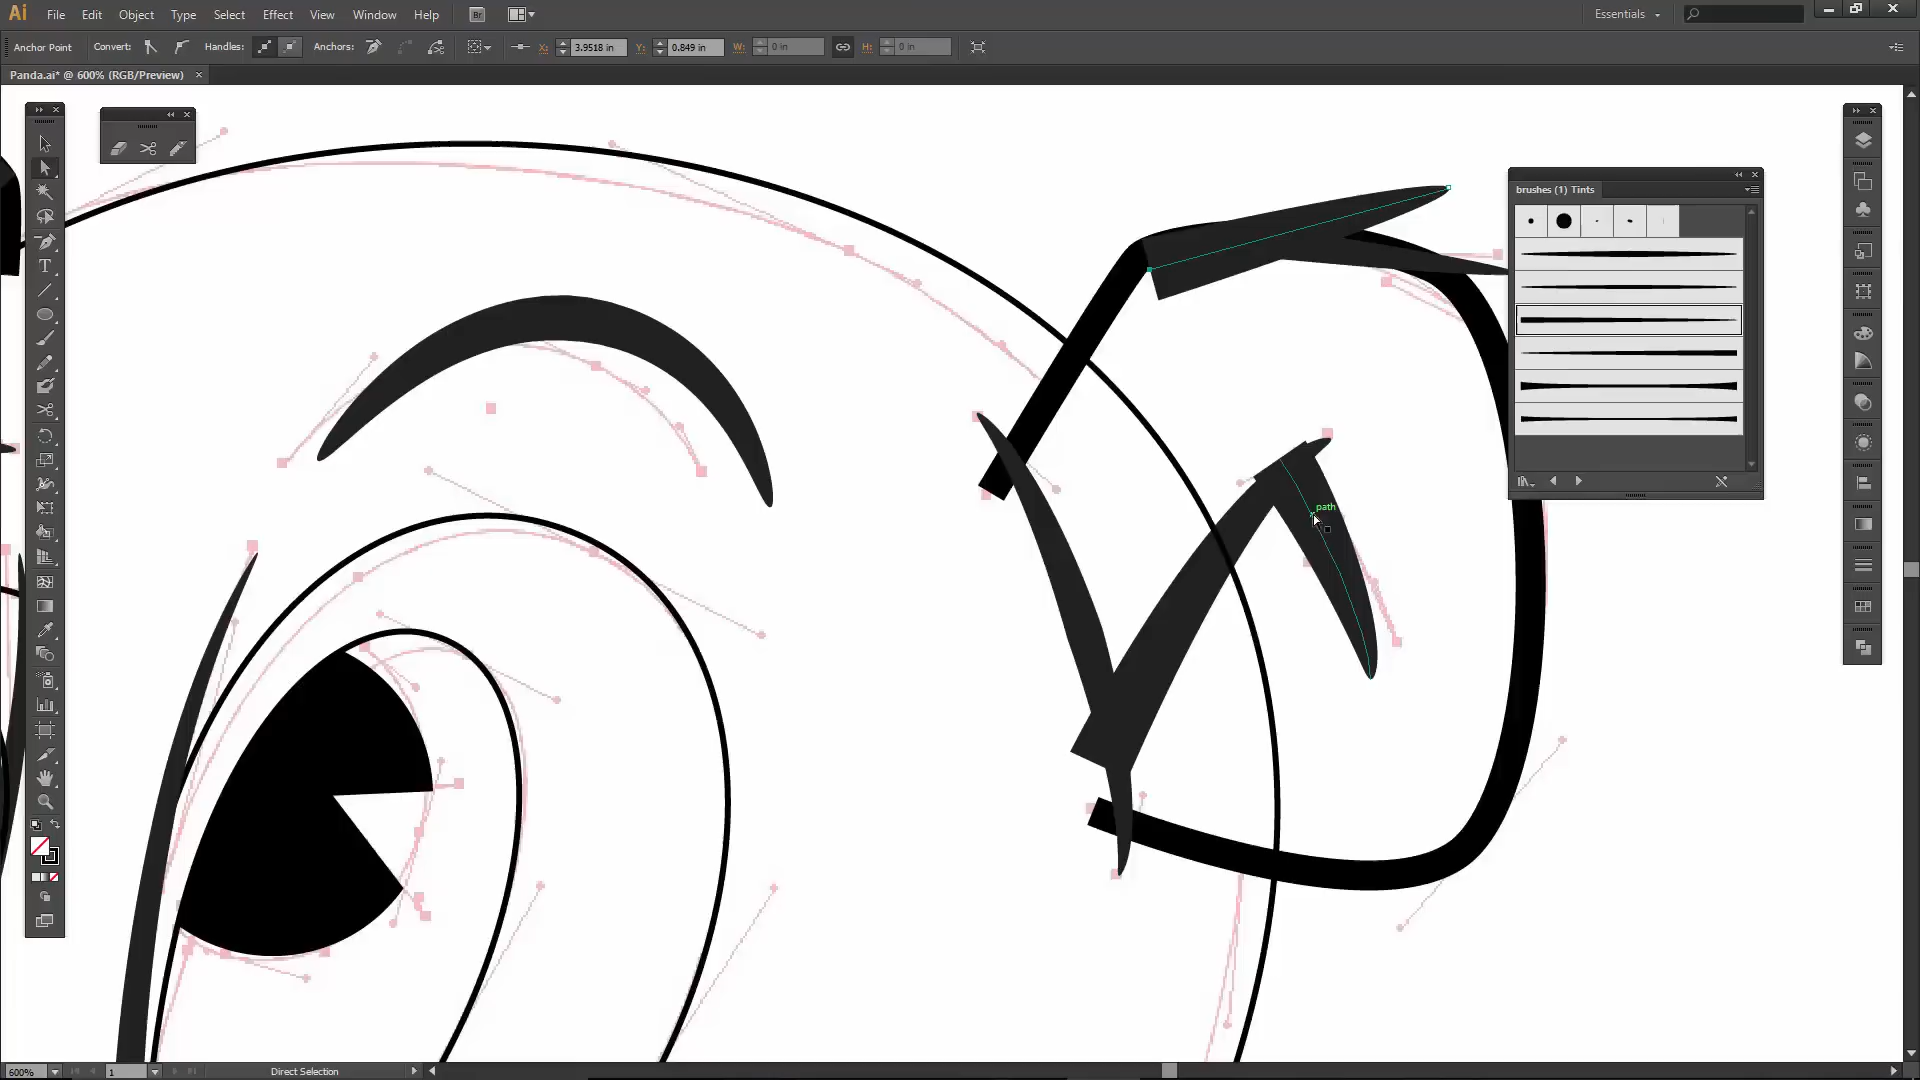 Ai File Edit Object Type Select Effect View Window Help Br Essentials
Anchor Point Convert: Handles: Anchors: X: 3.9518 in Y: 0.849 in W: 0 in H: 0 in
Panda.ai* @ 600% (RGB/Preview)
brushes (1) Tints
path
600% 1 Direct Selection